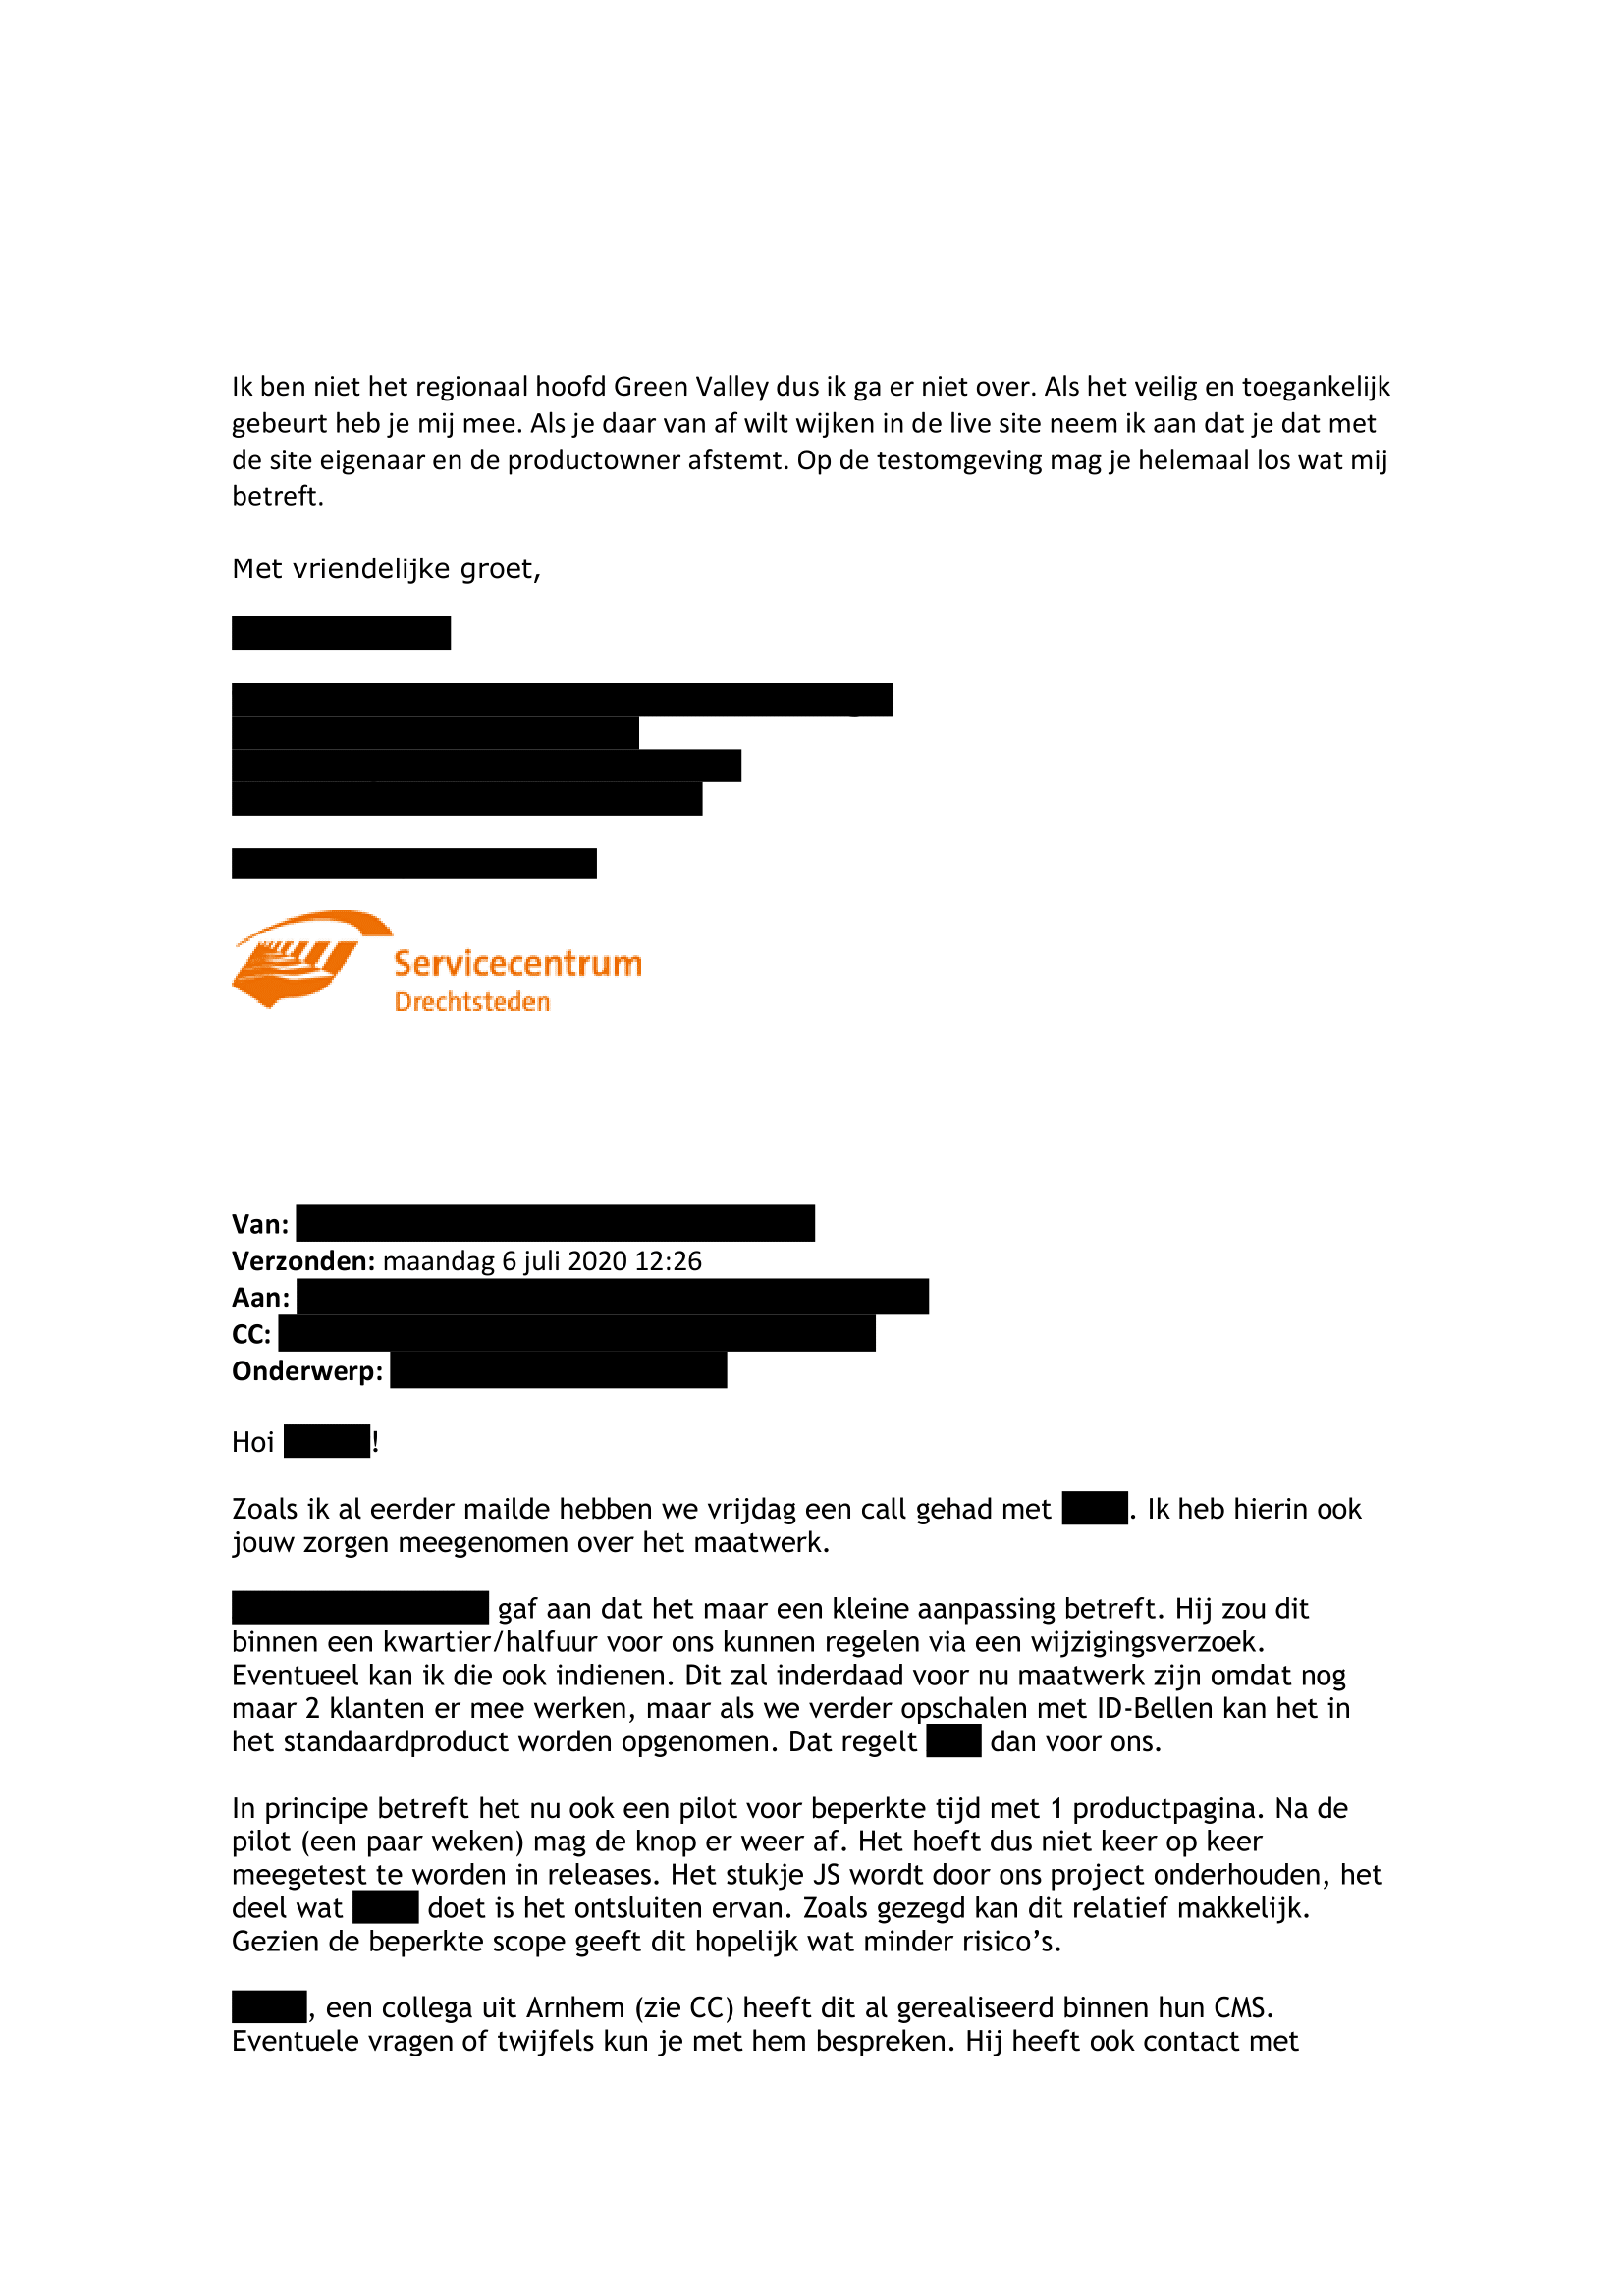 Ik ben niet het regionaal hoofd Green Valley dus ik ga er niet over. Als het veilig en toegankelijk
gebeurt heb je mij mee. Als je daar van af wilt wijken in de live site neem ik aan dat je dat met
de site eigenaar en de productowner afstemt. Op de testomgeving mag je helemaal los wat mij
betreft.
Met vriendelijke groet,
Servicecentrum
Drechtsteden
Van:
Verzonden: maandag 6 juli 2020 12:26
Aan:
CC:
Onderwerp:
Hoi !
Zoals ik al eerder mailde hebben we vrijdag een call gehad met . Ik heb hierin ook
jouw zorgen meegenomen over het maatwerk.
gaf aan dat het maar een kleine aanpassing betreft. Hij zou dit
binnen een kwartier/halfuur voor ons kunnen regelen via een wijzigingsverzoek.
Eventueel kan ik die ook indienen. Dit zal inderdaad voor nu maatwerk zijn omdat nog
maar 2 klanten er mee werken, maar als we verder opschalen met ID-Bellen kan het in
het standaardproduct worden opgenomen. Dat regelt dan voor ons.
In principe betreft het nu ook een pilot voor beperkte tijd met 1 productpagina. Na de
pilot (een paar weken) mag de knop er weer af. Het hoeft dus niet keer op keer
meegetest te worden in releases. Het stukje JS wordt door ons project onderhouden, het
deel wat doet is het ontsluiten ervan. Zoals gezegd kan dit relatief makkelijk.
Gezien de beperkte scope geeft dit hopelijk wat minder risico’s.
, een collega uit Arnhem (zie CC) heeft dit al gerealiseerd binnen hun CMS.
Eventuele vragen of twijfels kun je met hem bespreken. Hij heeft ook contact met